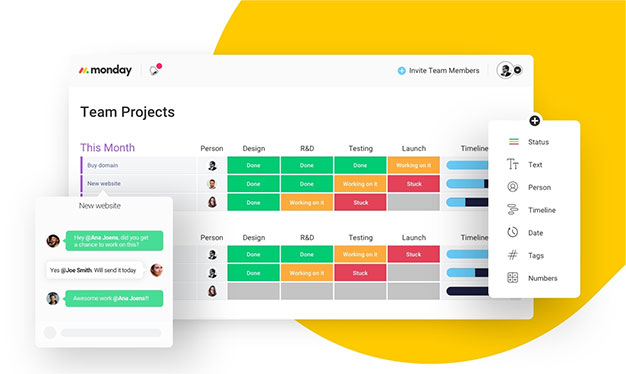 monday
Invite Team Members
Team Projects
This Month Person Design R&D Testing Launch Timeline
Buy domain Done Done Done Working on it
New website Done Done Working on it Stuck
Done Working on it Stuck
Person Design R&D Testing Launch Timeline
Done Done Working on it Stuck
Done Working on it Stuck
New website
Hey @Ana Joens, did you get
a chance to work on this?
Yes @Joe Smith. Will send it today
Awesome work @Ana Joens!!!
Status
Text
Person
Timeline
Date
Tags
Numbers